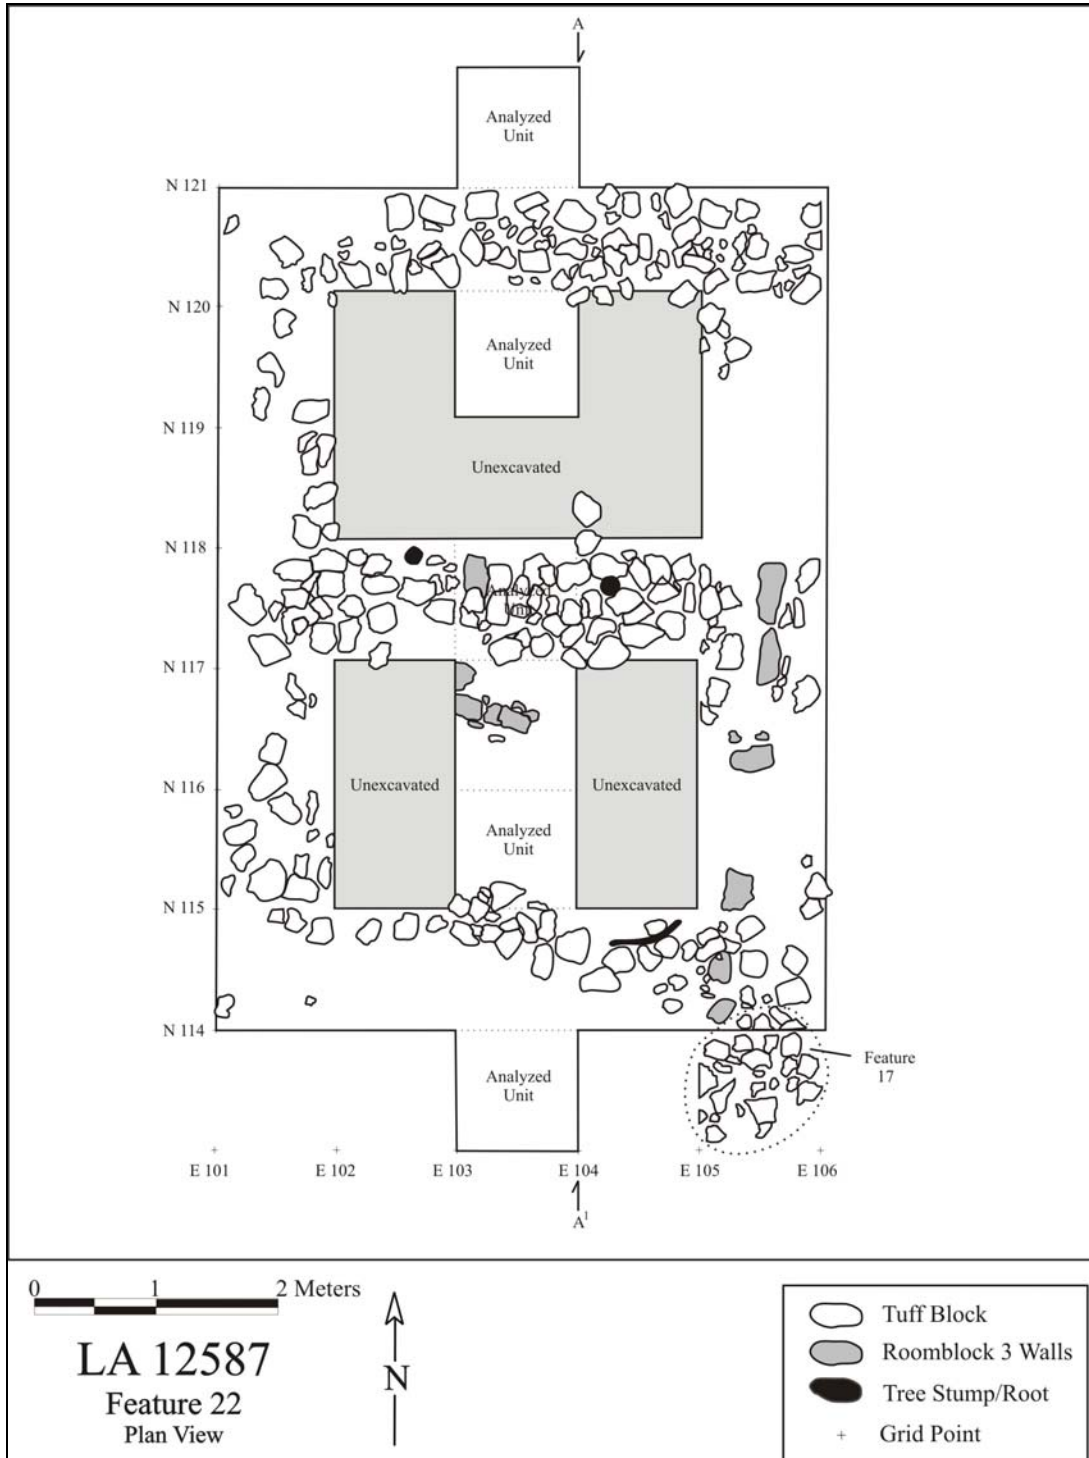 A
Analyzed
Unit
N 121
N 120
Analyzed
Unit
N 119
Unexcavated
N 118
Analyzed
Unit
N 117
Unexcavated
Unexcavated
N 116
Analyzed
Unit
N 115
N 114
Analyzed
Unit
Feature
17
E 101 E 102 E 103 E 104 E 105 E 106
A¹
0 1 2 Meters
LA 12587
Feature 22
Plan View
N
Tuff Block
Roomblock 3 Walls
Tree Stump/Root
+ Grid Point